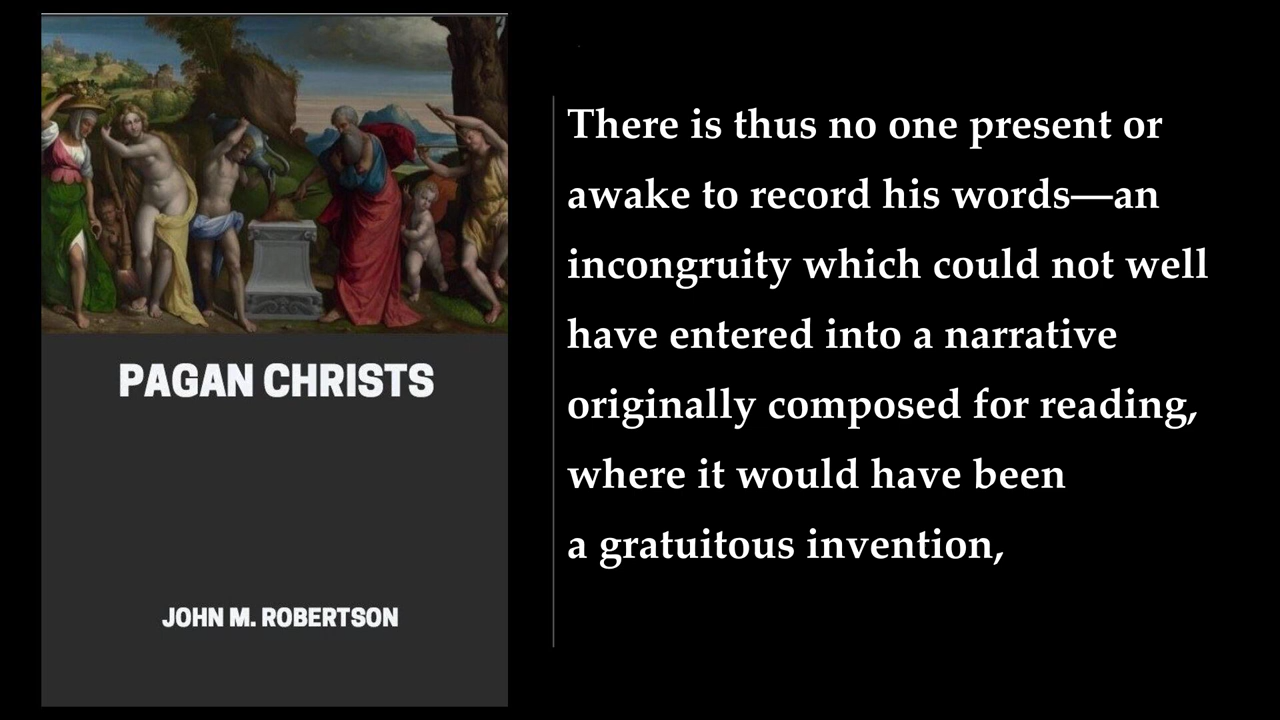 PAGAN CHRISTS
JOHN M. ROBERTSON
There is thus no one present or
awake to record his words—an
incongruity which could not well
have entered into a narrative
originally composed for reading,
where it would have been
a gratuitous invention,